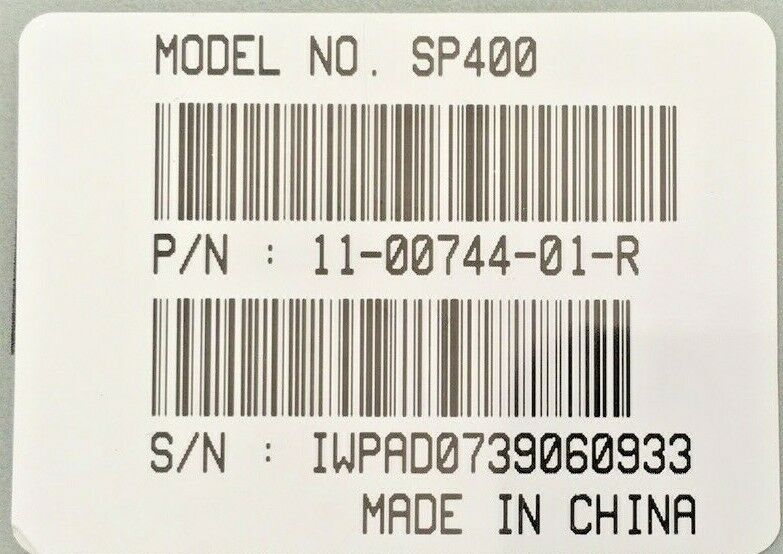 MODEL NO. SP400
P/N : 11-00744-01-R
S/N : IWPAD0739060933
MADE IN CHINA